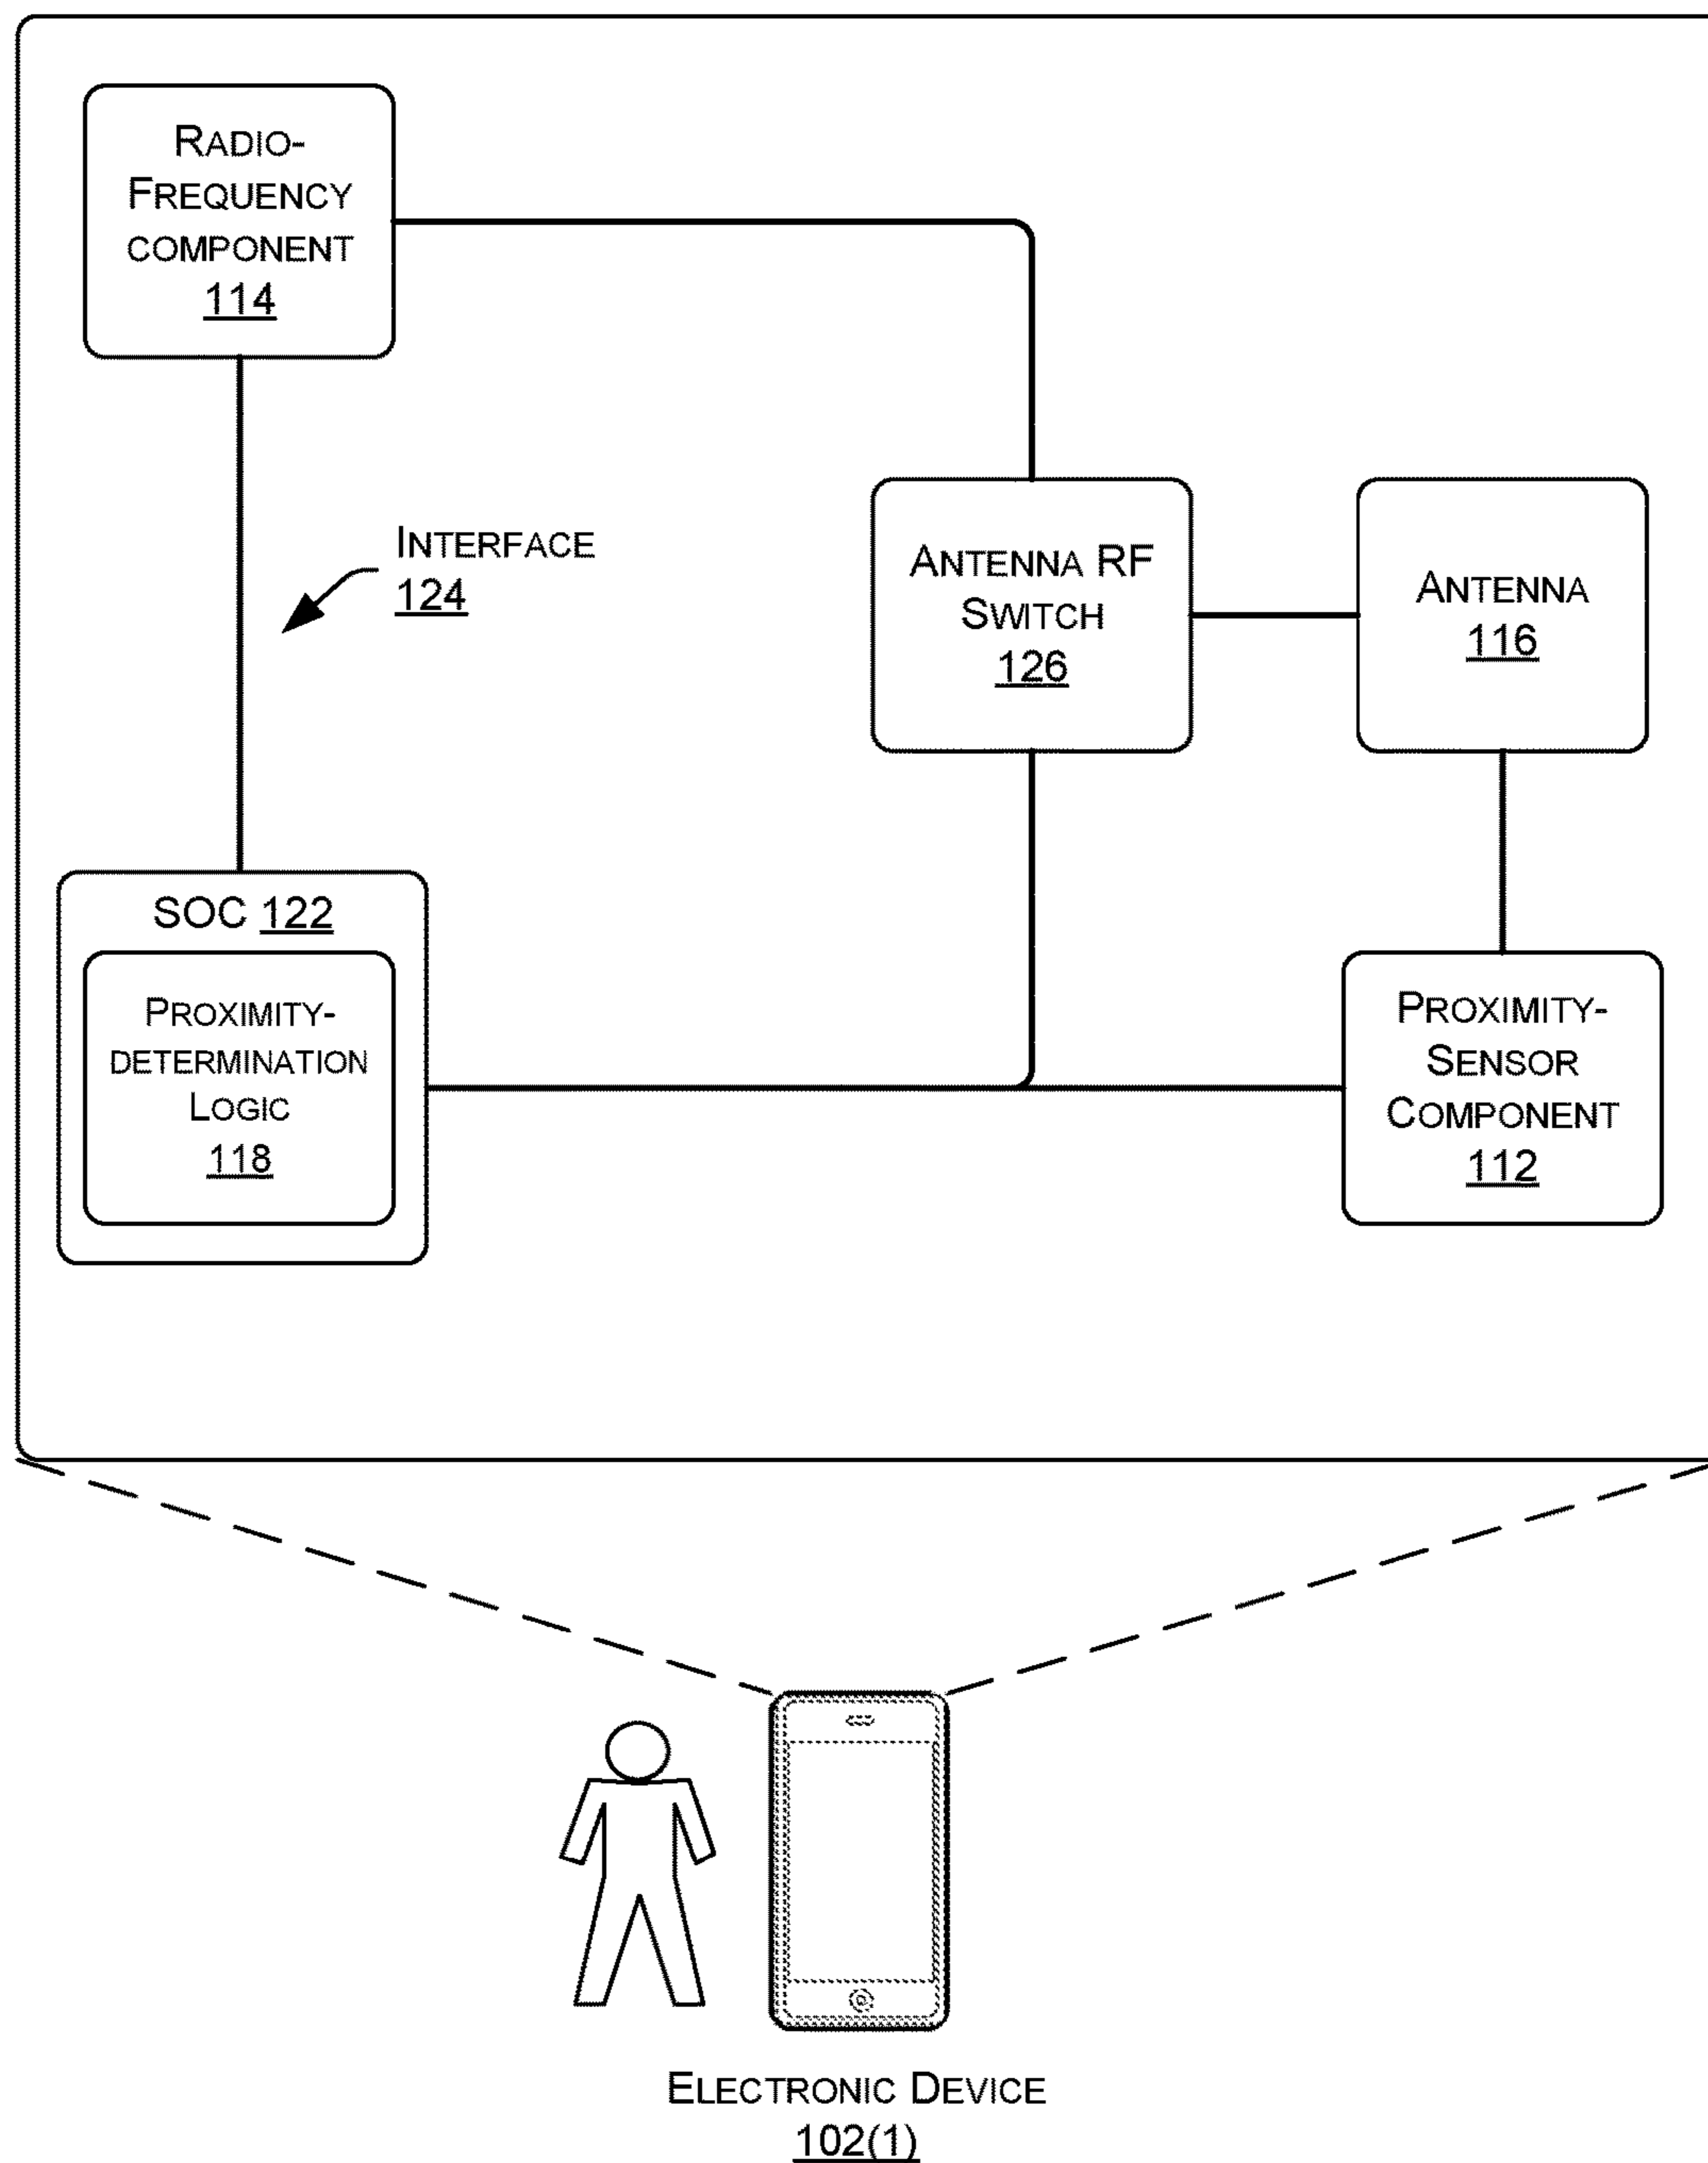 RADIO-
FREQUENCY
COMPONENT
114
INTERFACE
124
ANTENNA RF
SWITCH
126
ANTENNA
116
SOC 122
PROXIMITY-
DETERMINATION
LOGIC
118
PROXIMITY-
SENSOR
COMPONENT
112
ELECTRONIC DEVICE
102(1)